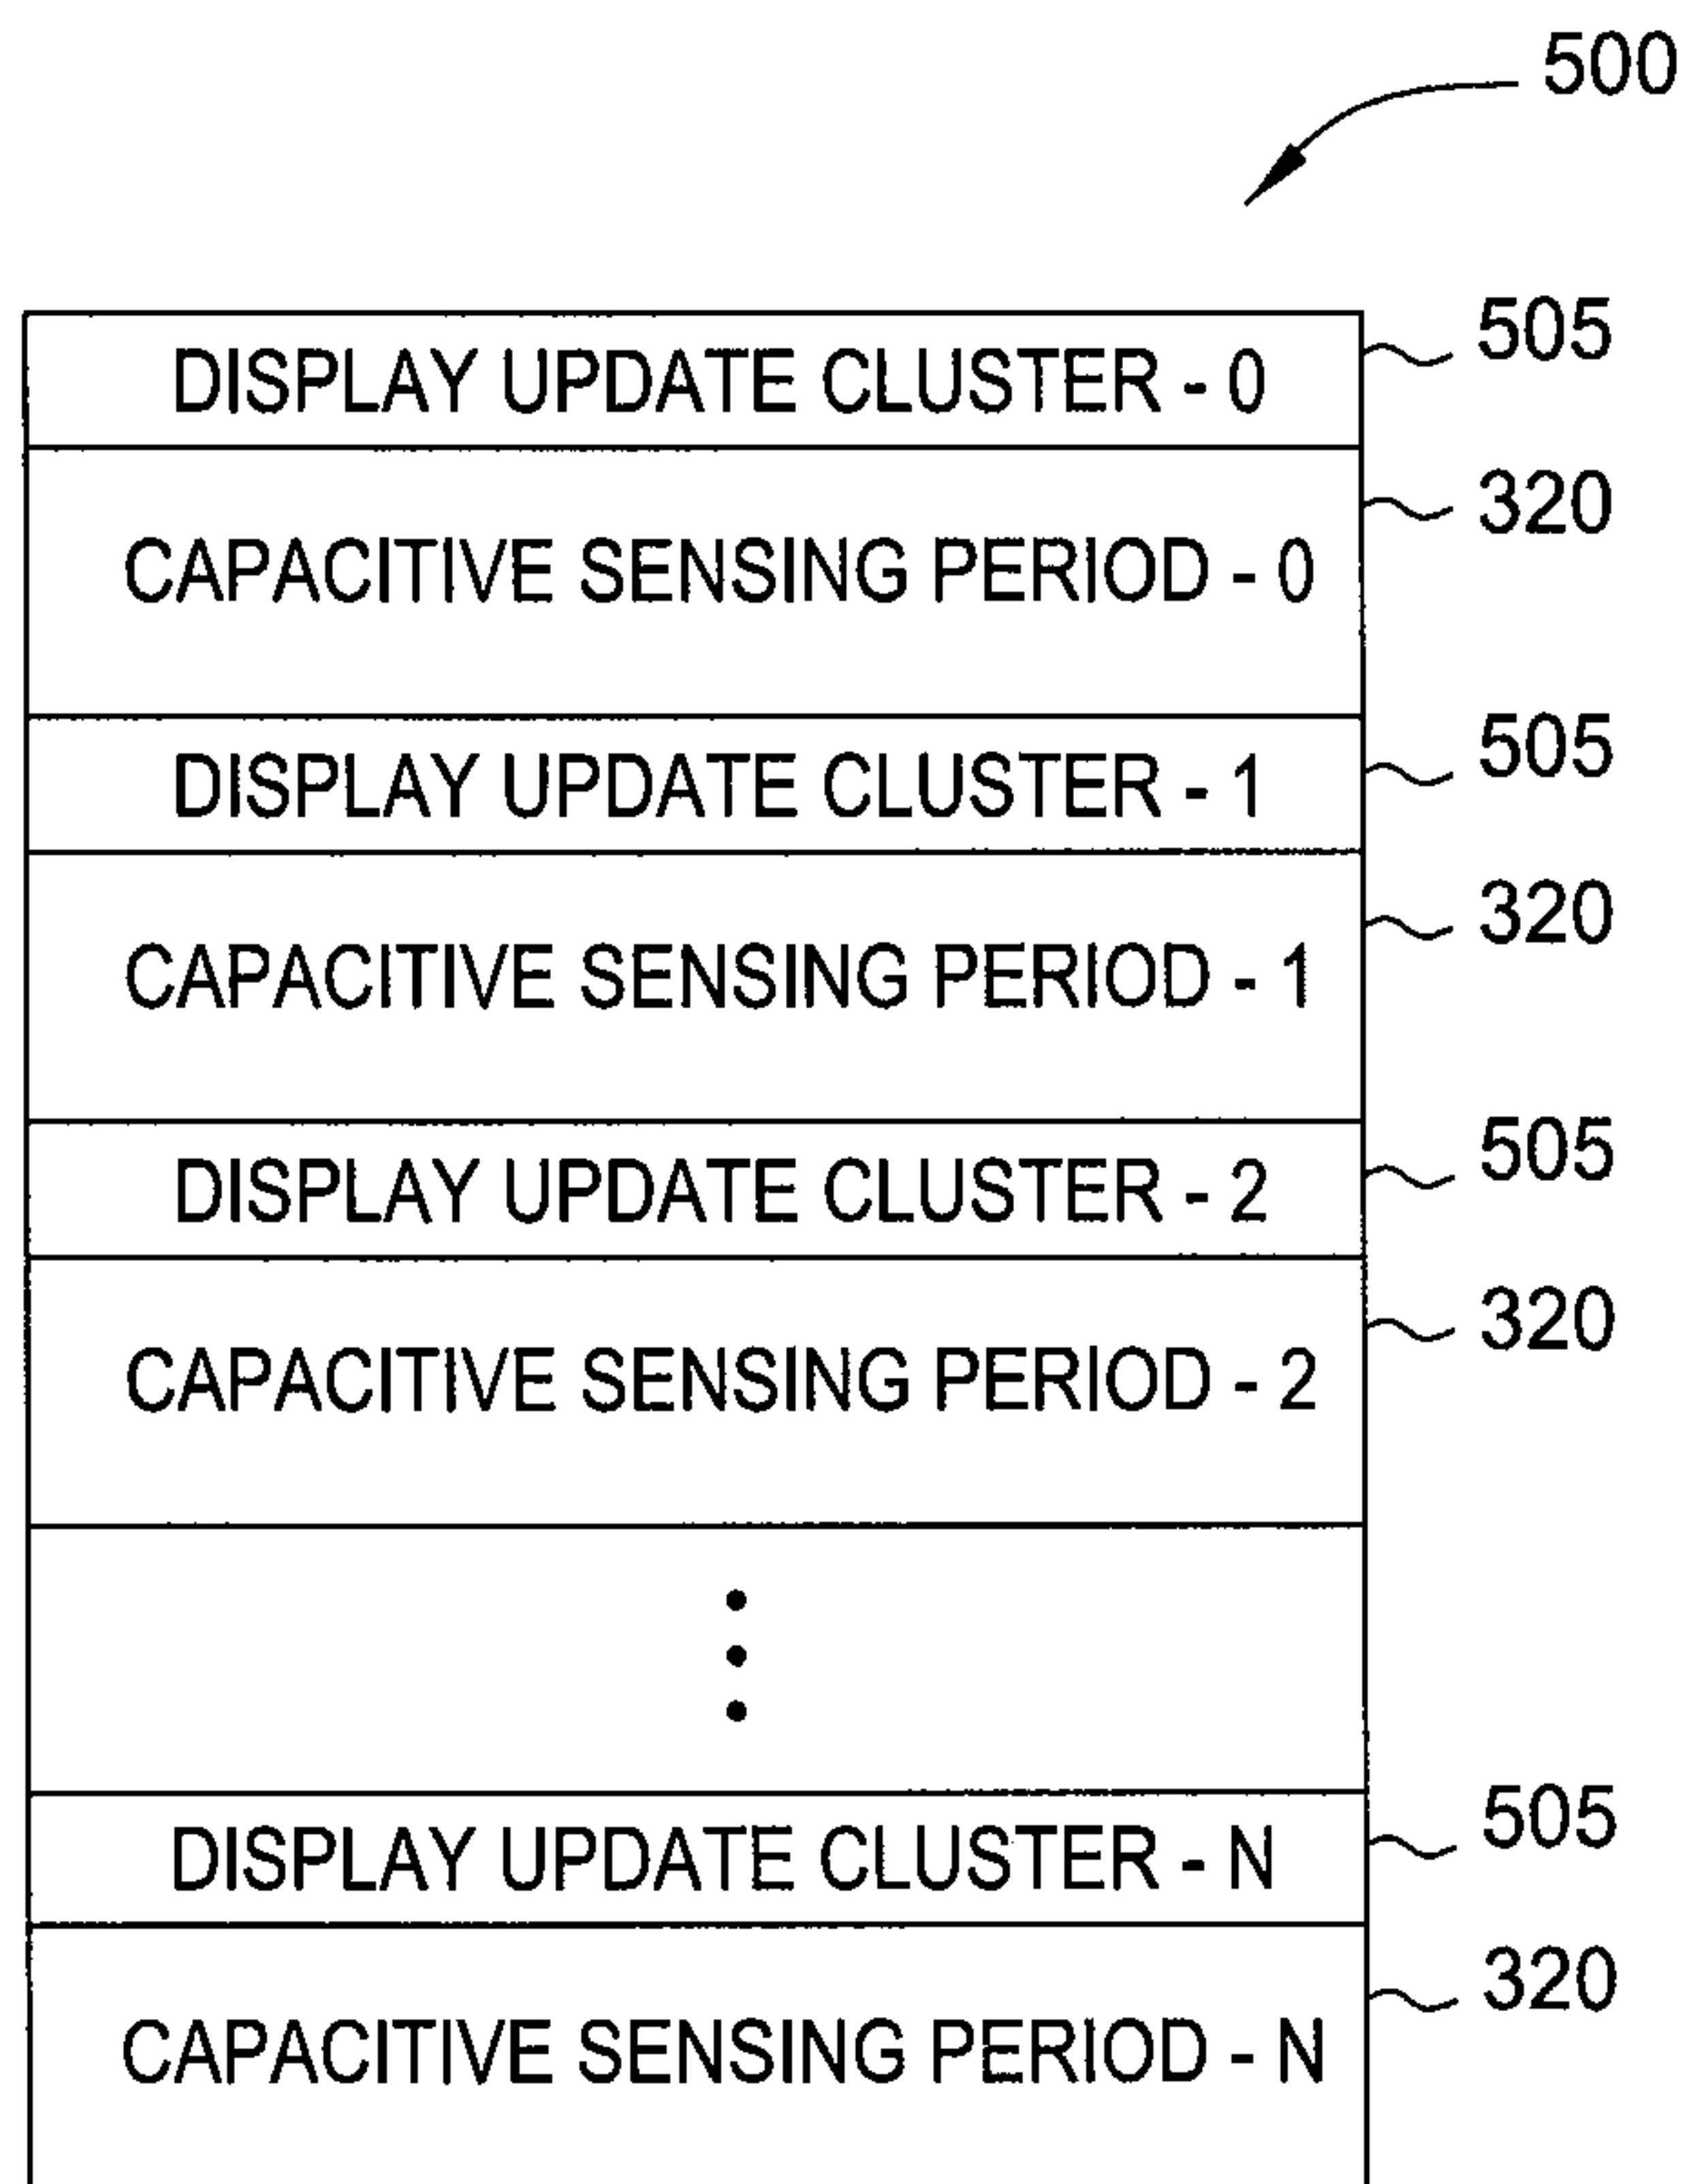 500
DISPLAY UPDATE CLUSTER - 0 505
CAPACITIVE SENSING PERIOD - 0 320
DISPLAY UPDATE CLUSTER - 1 505
CAPACITIVE SENSING PERIOD - 1 320
DISPLAY UPDATE CLUSTER - 2 505
CAPACITIVE SENSING PERIOD - 2 320
DISPLAY UPDATE CLUSTER - N 505
CAPACITIVE SENSING PERIOD - N 320